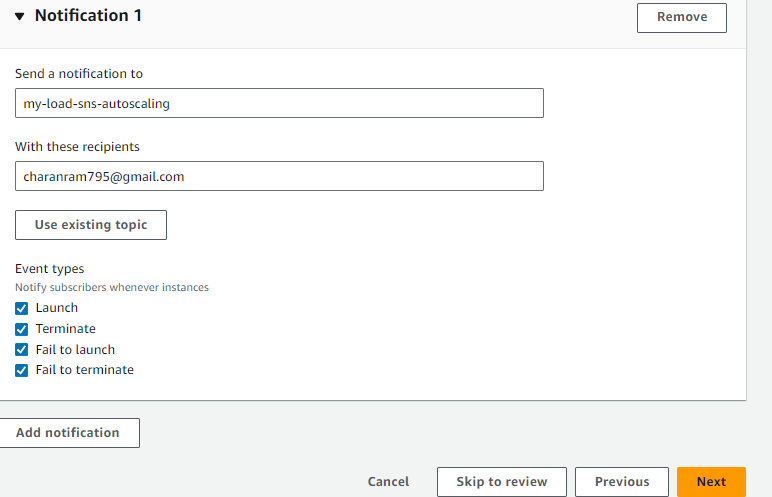 Notification 1
Remove
Send a notification to
my-load-sns-autoscaling
With these recipients
charanram795@gmail.com
Use existing topic
Event types
Notify subscribers whenever instances
Launch
Terminate
Fail to launch
Fail to terminate
Add notification
Cancel
Skip to review
Previous
Next